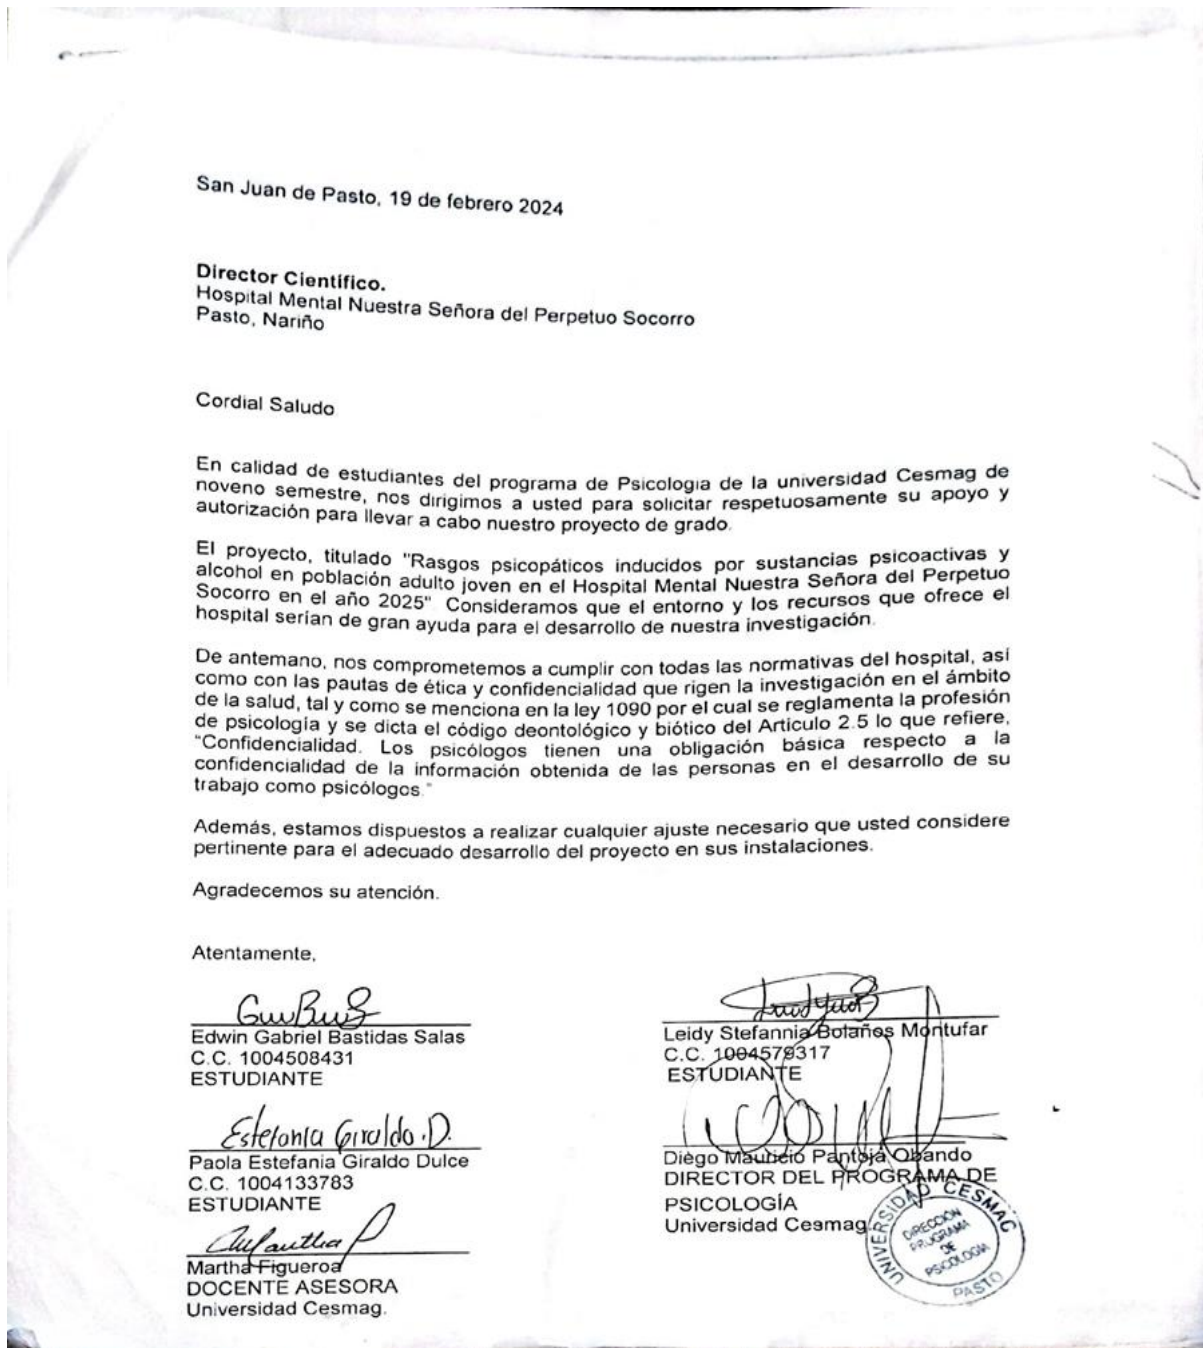 San Juan de Pasto, 19 de febrero 2024
Director Científico.
Hospital Mental Nuestra Señora del Perpetuo Socorro
Pasto, Nariño
Cordial Saludo
En calidad de estudiantes del programa de Psicología de la universidad Cesmag de
noveno semestre, nos dirigimos a usted para solicitar respetuosamente su apoyo y
autorización para llevar a cabo nuestro proyecto de grado.
El proyecto, titulado "Rasgos psicopáticos inducidos por sustancias psicoactivas y
alcohol en población adulto joven en el Hospital Mental Nuestra Señora del Perpetuo
Socorro en el año 2025" Consideramos que el entorno y los recursos que ofrece el
hospital serían de gran ayuda para el desarrollo de nuestra investigación.
De antemano, nos comprometemos a cumplir con todas las normativas del hospital, así
como con las pautas de ética y confidencialidad que rigen la investigación en el ámbito
de la salud, tal y como se menciona en la ley 1090 por el cual se reglamenta la profesión
de psicología y se dicta el código deontológico y biótico del Artículo 2.5 lo que refiere,
"Confidencialidad. Los psicólogos tienen una obligación básica respecto a la
confidencialidad de la información obtenida de las personas en el desarrollo de su
trabajo como psicólogos."
Además, estamos dispuestos a realizar cualquier ajuste necesario que usted considere
pertinente para el adecuado desarrollo del proyecto en sus instalaciones.
Agradecemos su atención.
Atentamente,
Edwin Gabriel Bastidas Salas
C.C. 1004508431
ESTUDIANTE
Leidy Stefannia Bolaños Montufar
C.C. 1004579317
ESTUDIANTE
Estefania Giraldo.D.
Paola Estefania Giraldo Dulce
C.C. 1004133783
ESTUDIANTE
Diego Mauricio Pantoja Obando
DIRECTOR DEL PROGRAMA DE
PSICOLOGÍA
Universidad Cesmag
Martha Figueroa
DOCENTE ASESORA
Universidad Cesmag.
UNIVERSIDAD CESMAG
DIRECCIÓN
PROGRAMA
DE
PSICOLOGÍA
PASTO